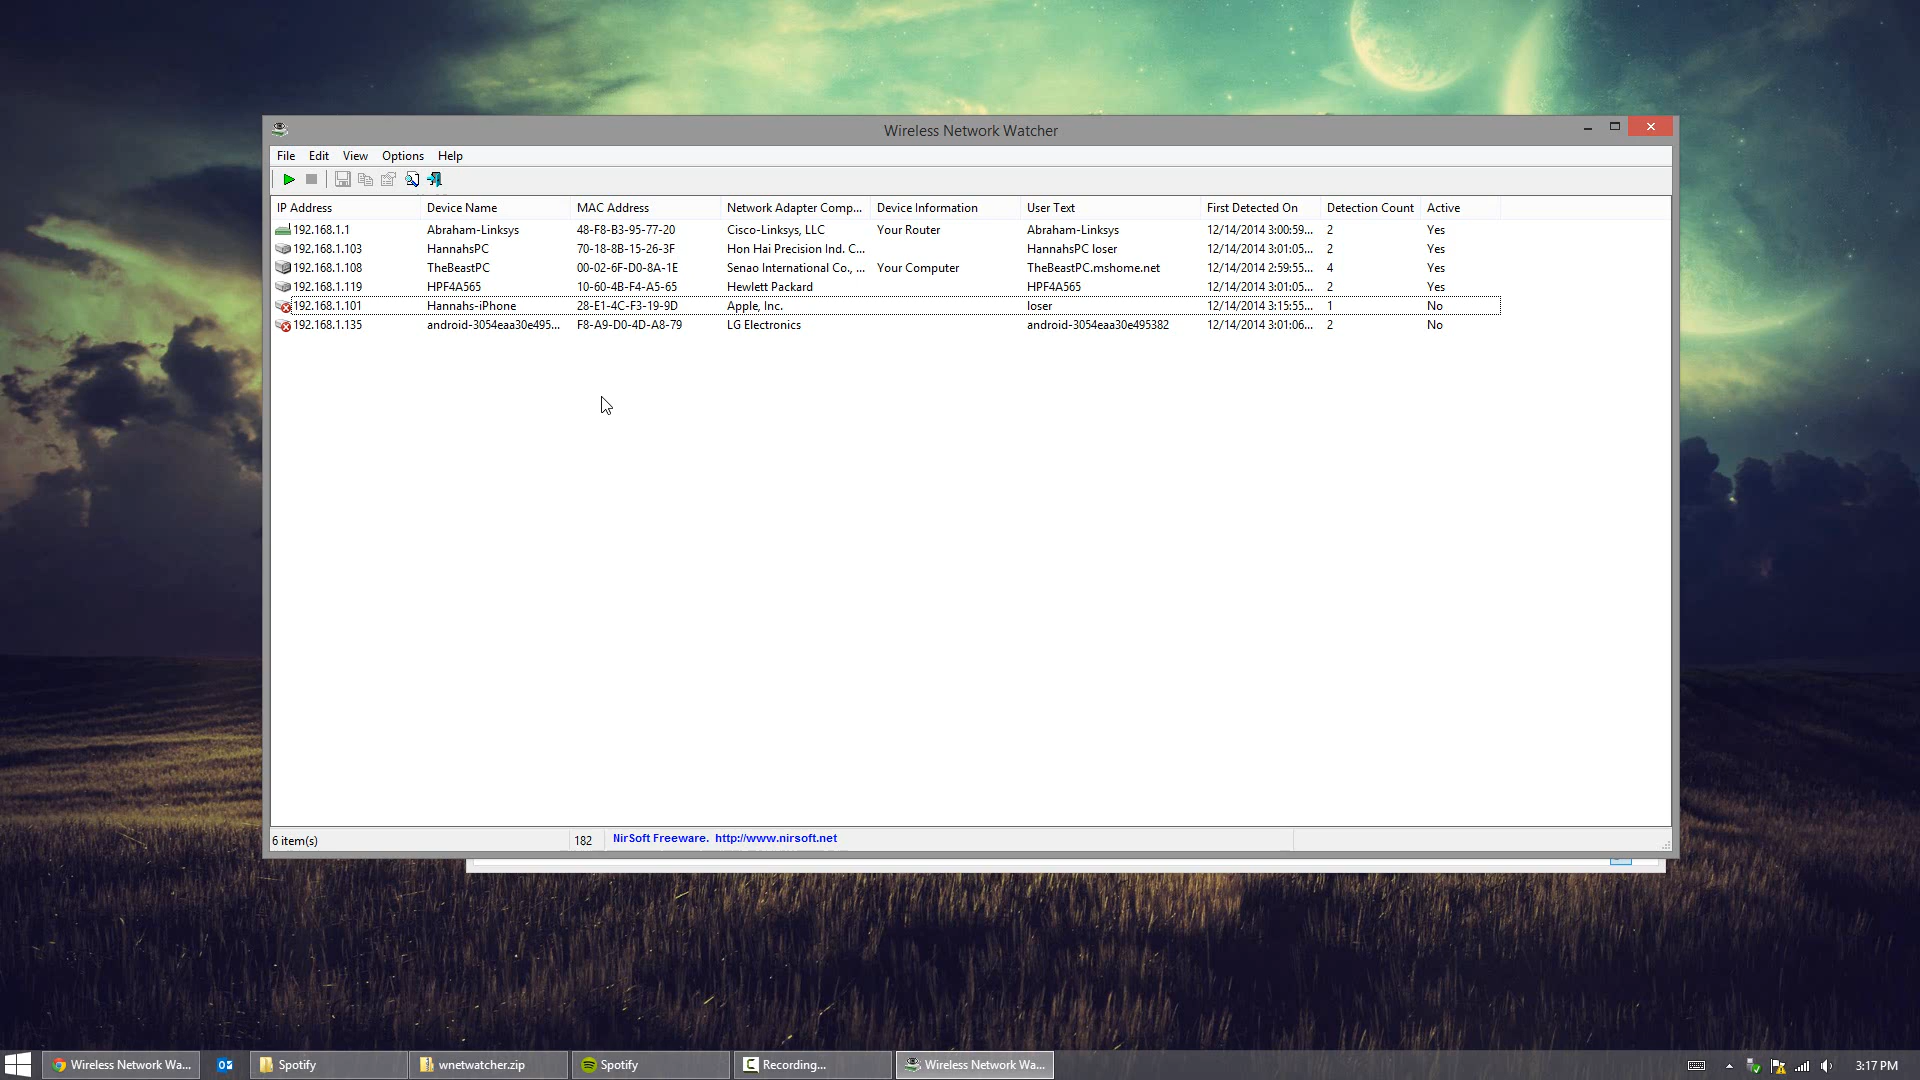 Wireless Network Watcher
File Edit View Options Help
IP Address Device Name MAC Address Network Adapter Comp... Device Information User Text First Detected On Detection Count Active
192.168.1.1 Abraham-Linksys 48-F8-B3-95-77-20 Cisco-Linksys, LLC Your Router Abraham-Linksys 12/14/2014 3:00:59... 2 Yes
192.168.1.103 HannahsPC 70-18-8B-15-26-3F Hon Hai Precision Ind. C... HannahsPC loser 12/14/2014 3:01:05... 2 Yes
192.168.1.108 TheBeastPC 00-02-6F-D0-8A-1E Senao International Co., ... Your Computer TheBeastPC.mshome.net 12/14/2014 2:59:55... 4 Yes
192.168.1.119 HPF4A565 10-60-4B-F4-A5-65 Hewlett Packard HPF4A565 12/14/2014 3:01:05... 2 Yes
192.168.1.101 Hannahs-iPhone 28-E1-4C-F3-19-9D Apple, Inc. loser 12/14/2014 3:15:55... 1 No
192.168.1.135 android-3054eaa30e495... F8-A9-D0-4D-A8-79 LG Electronics android-3054eaa30e495382 12/14/2014 3:01:06... 2 No
6 item(s) 182 NirSoft Freeware. http://www.nirsoft.net
Wireless Network Wa... Spotify wnetwatcher.zip Spotify Recording... Wireless Network Wa... 3:17 PM